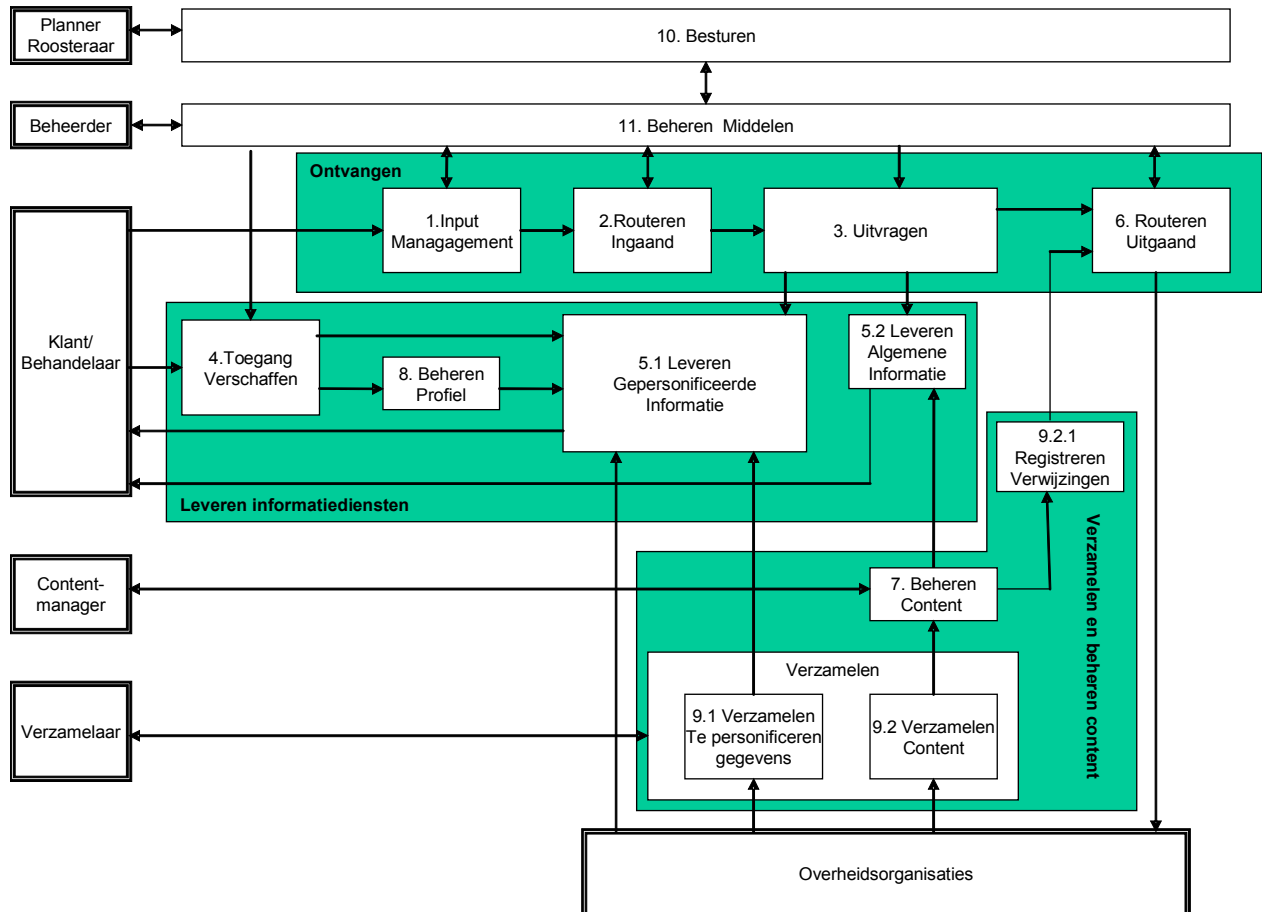 Planner
Roosteraar
10. Besturen
Beheerder
11. Beheren  Middelen
Ontvangen
1.Input
Managagement
2.Routeren
Ingaand
3. Uitvragen
6. Routeren
Uitgaand
Klant/
Behandelaar
4.Toegang
Verschaffen
8. Beheren
Profiel
5.1 Leveren
Gepersonificeerde
Informatie
5.2 Leveren
Algemene
Informatie
9.2.1
Registreren
Verwijzingen
Leveren informatiediensten
Verzamelen en beheren content
Content-
manager
7. Beheren
Content
Verzamelen
Verzamelaar
9.1 Verzamelen
Te personificeren
gegevens
9.2 Verzamelen
Content
Overheidsorganisaties